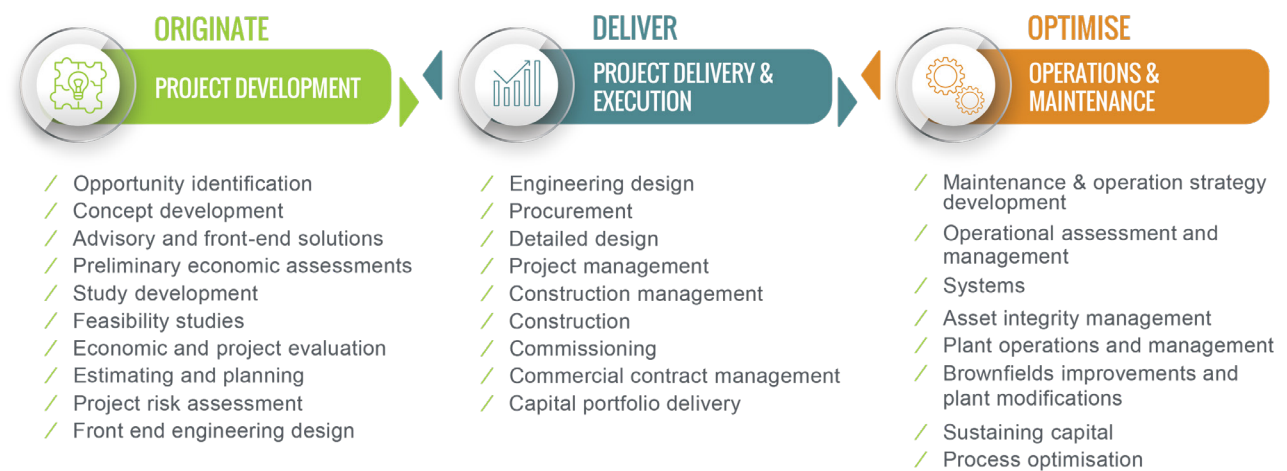 ORIGINATE
PROJECT DEVELOPMENT
Opportunity identification
Concept development
Advisory and front-end solutions
Preliminary economic assessments
Study development
Feasibility studies
Economic and project evaluation
Estimating and planning
Project risk assessment
Front end engineering design
DELIVER
PROJECT DELIVERY &
EXECUTION
Engineering design
Procurement
Detailed design
Project management
Construction management
Construction
Commissioning
Commercial contract management
Capital portfolio delivery
OPTIMISE
OPERATIONS &
MAINTENANCE
Maintenance & operation strategy
development
Operational assessment and
management
Systems
Asset integrity management
Plant operations and management
Brownfields improvements and
plant modifications
Sustaining capital
Process optimisation